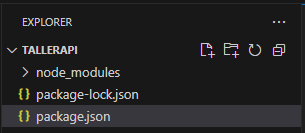 EXPLORER
TALLERAPI
node_modules
{} package-lock.json
{} package.json